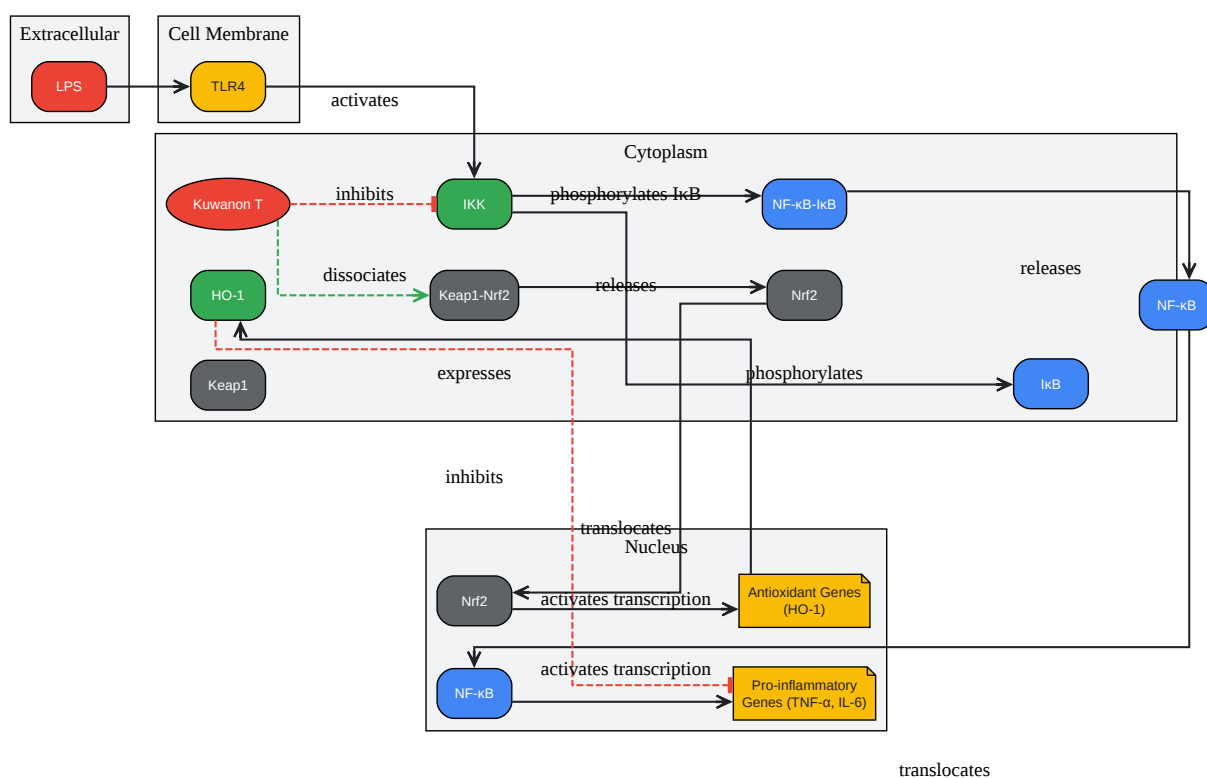 Extracellular
Cell Membrane
LPS
TLR4
activates
Cytoplasm
Kuwanon T
inhibits
IKK
phosphorylates IκB
NF-κB-IκB
HO-1
dissociates
Keap1-Nrf2
releases
Nrf2
releases
NF-κB
Keap1
expresses
phosphorylates
IκB
inhibits
translocates
Nucleus
Nrf2
activates transcription
Antioxidant Genes
(HO-1)
NF-κB
activates transcription
Pro-inflammatory
Genes (TNF-α, IL-6)
translocates